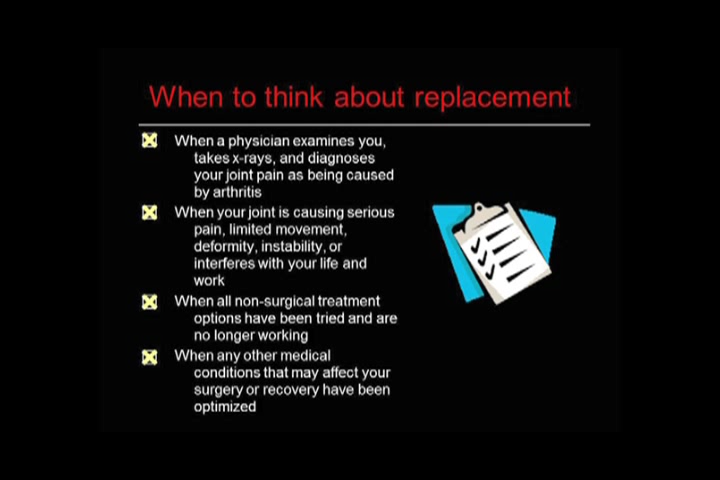 When to think about replacement
When a physician examines you,
takes x-rays, and diagnoses
your joint pain as being caused
by arthritis
When your joint is causing serious
pain, limited movement,
deformity, instability, or
interferes with your life and
work
When all non-surgical treatment
options have been tried and are
no longer working
When any other medical
conditions that may affect your
surgery or recovery have been
optimized